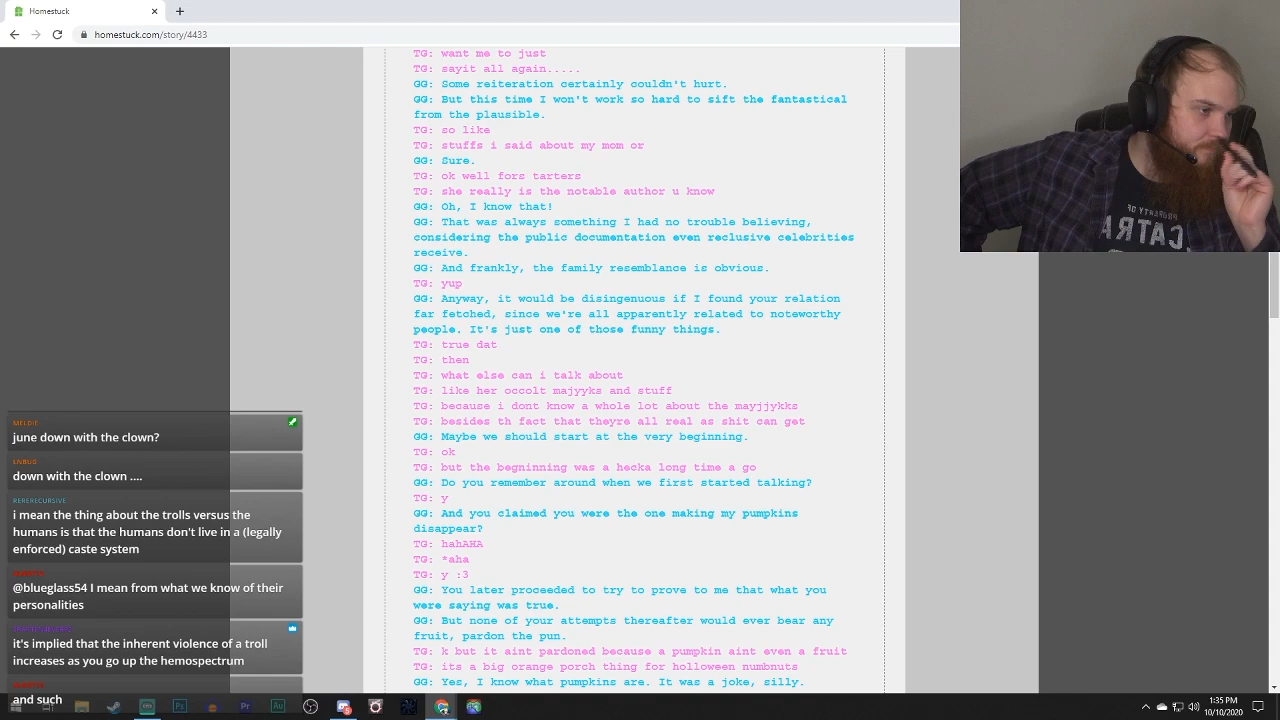 Homestuck
homestuck.com/story/4433
TG: want me to just
TG: sayit all again.....
GG: Some reiteration certainly couldn't hurt.
GG: But this time I won't work so hard to sift the fantastical
from the plausible.
TG: so like
TG: stuffs i said about my mom or
GG: Sure.
TG: ok well fors tarters
TG: she really is the notable author u know
GG: Oh, I know that!
GG: That was always something I had no trouble believing,
considering the public documentation even reclusive celebrities
receive.
GG: And frankly, the family resemblance is obvious.
TG: yup
GG: Anyway, it would be disingenuous if I found your relation
far fetched, since we're all apparently related to noteworthy
people. It's just one of those funny things.
TG: true dat
TG: then
TG: what else can i talk about
TG: like her occolt majyyks and stuff
TG: because i dont know a whole lot about the mayjjykks
TG: besides th fact that theyre all real as shit can get
GG: Maybe we should start at the very beginning.
TG: ok
TG: but the begninning was a hecka long time a go
GG: Do you remember around when we first started talking?
TG: y
GG: And you claimed you were the one making my pumpkins
disappear?
TG: hahAHA
TG: *aha
TG: y :3
GG: You later proceeded to try to prove to me that what you
were saying was true.
GG: But none of your attempts thereafter would ever bear any
fruit, pardon the pun.
TG: k but it aint pardoned because a pumpkin aint even a fruit
TG: its a big orange porch thing for holloween numbnuts
GG: Yes, I know what pumpkins are. It was a joke, silly.
PROPERTY OF
CATRA
MELDIE
june down with the clown?
LNBUG
down with the clown ....
RERERECURSIVE
i mean the thing about the trolls versus the
humans is that the humans don't live in a (legally
enforced) caste system
@blueglass54 I mean from what we know of their
personalities
it's implied that the inherent violence of a troll
increases as you go up the hemospectrum
and such
Ps
Pr
Au
1:35 PM
10/10/2020